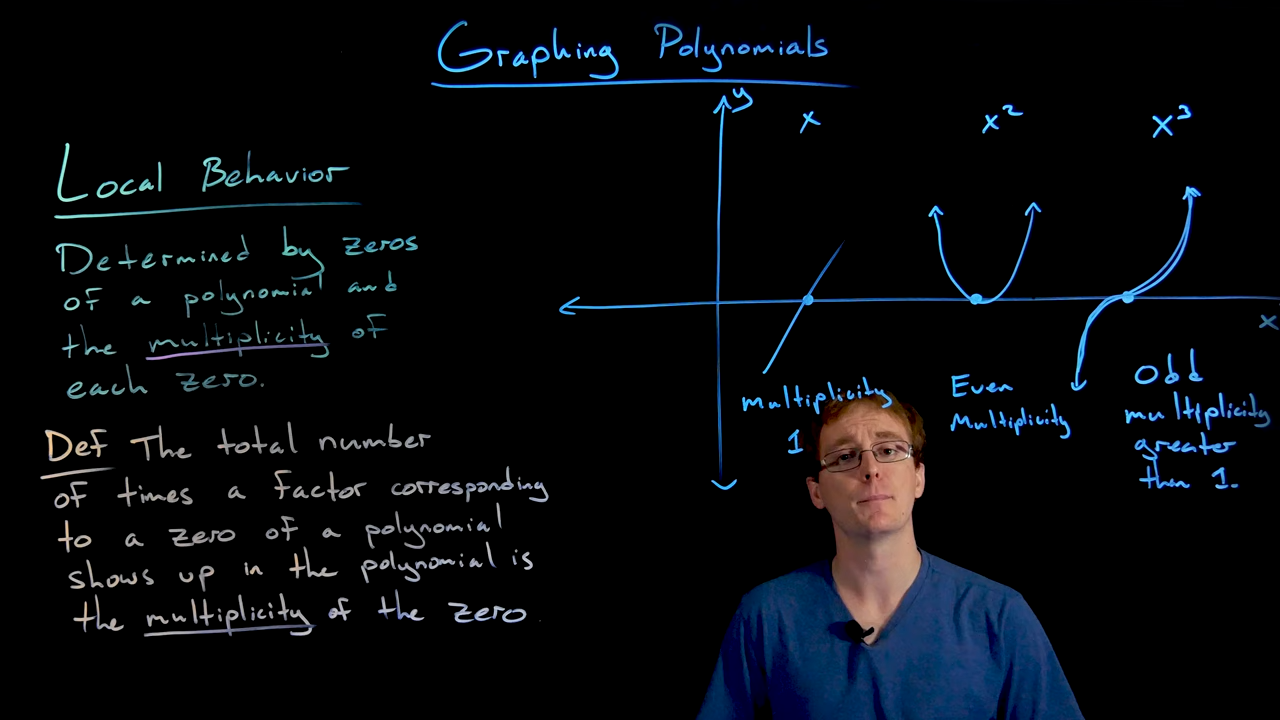 Graphing Polynomials
Local Behavior
Determined by zeros
of a polynomial and
the multiplicity of
each zero.
Def The total number
of times a factor corresponding
to a zero of a polynomial
shows up in the polynomial is
the multiplicity of the zero
y
x
x²
x³
x
multiplicity
1
Even
Multiplicity
Odd
multiplicity
greater
than 1.